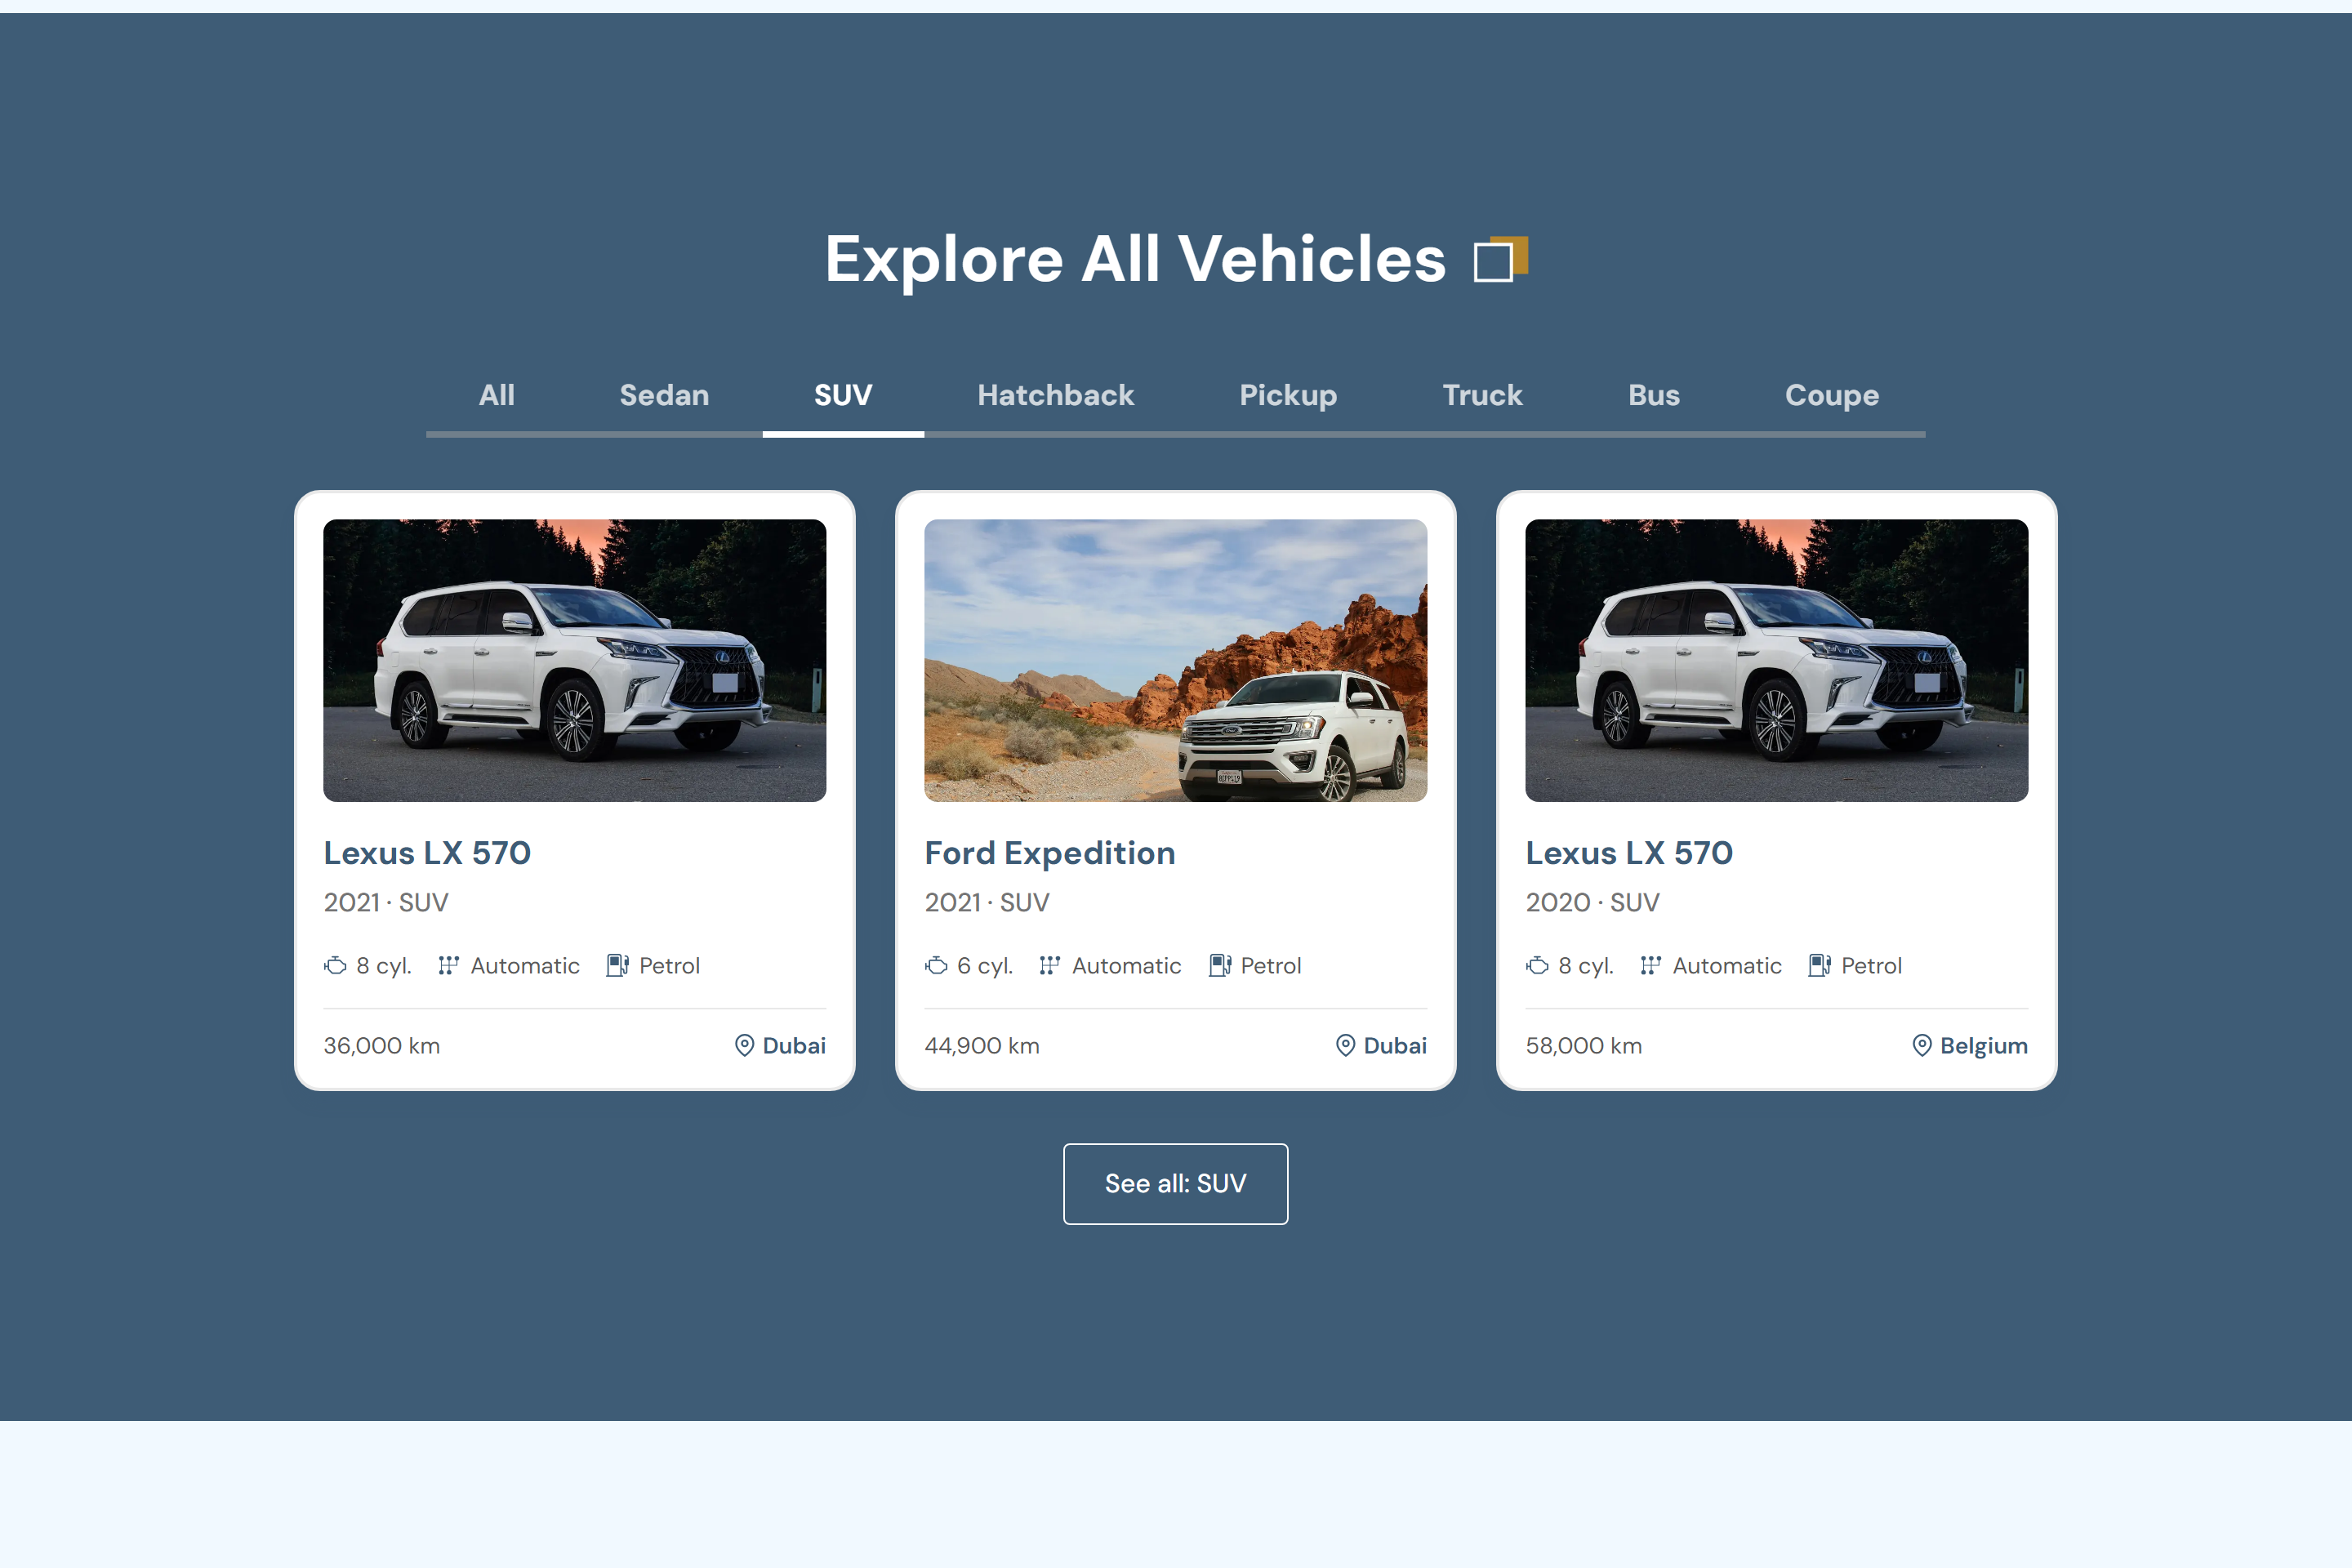 Explore All Vehicles
All Sedan SUV Hatchback Pickup Truck Bus Coupe
Lexus LX 570
2021 · SUV
8 cyl. Automatic Petrol
36,000 km Dubai
Ford Expedition
2021 · SUV
6 cyl. Automatic Petrol
44,900 km Dubai
Lexus LX 570
2020 · SUV
8 cyl. Automatic Petrol
58,000 km Belgium
See all: SUV